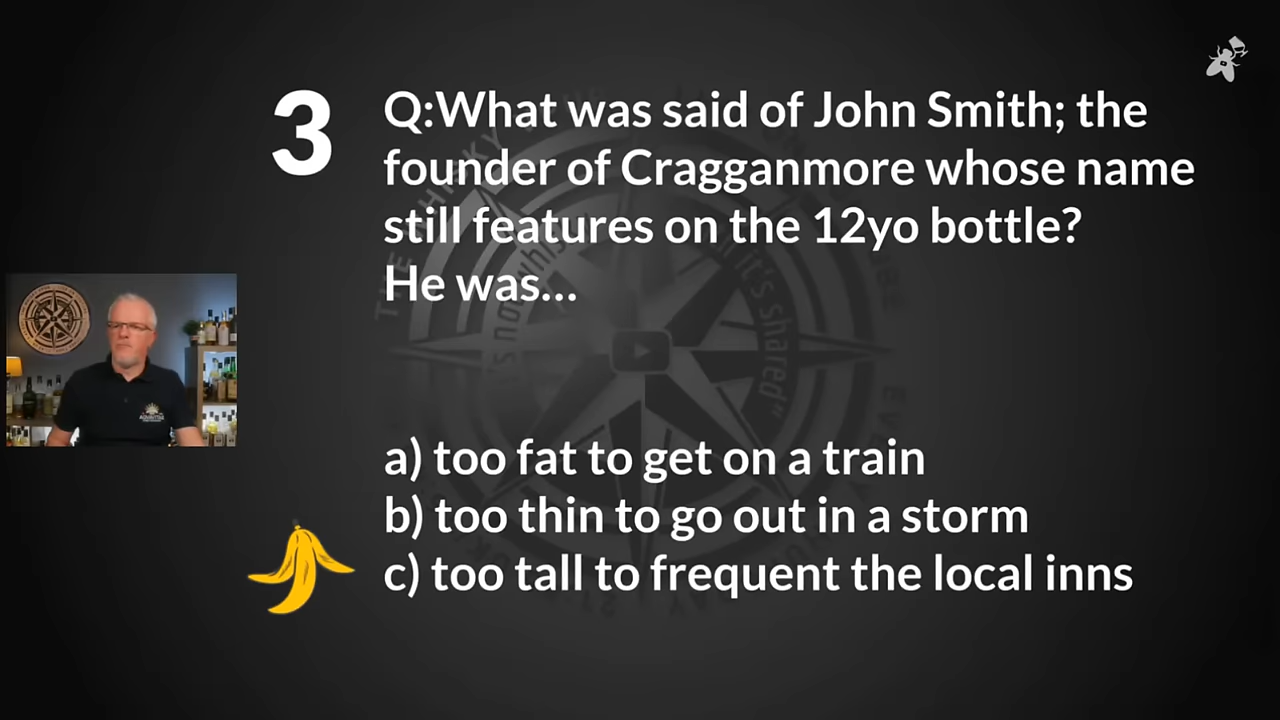 3
Q:What was said of John Smith; the
founder of Cragganmore whose name
still features on the 12yo bottle?
He was...
a) too fat to get on a train
b) too thin to go out in a storm
c) too tall to frequent the local inns